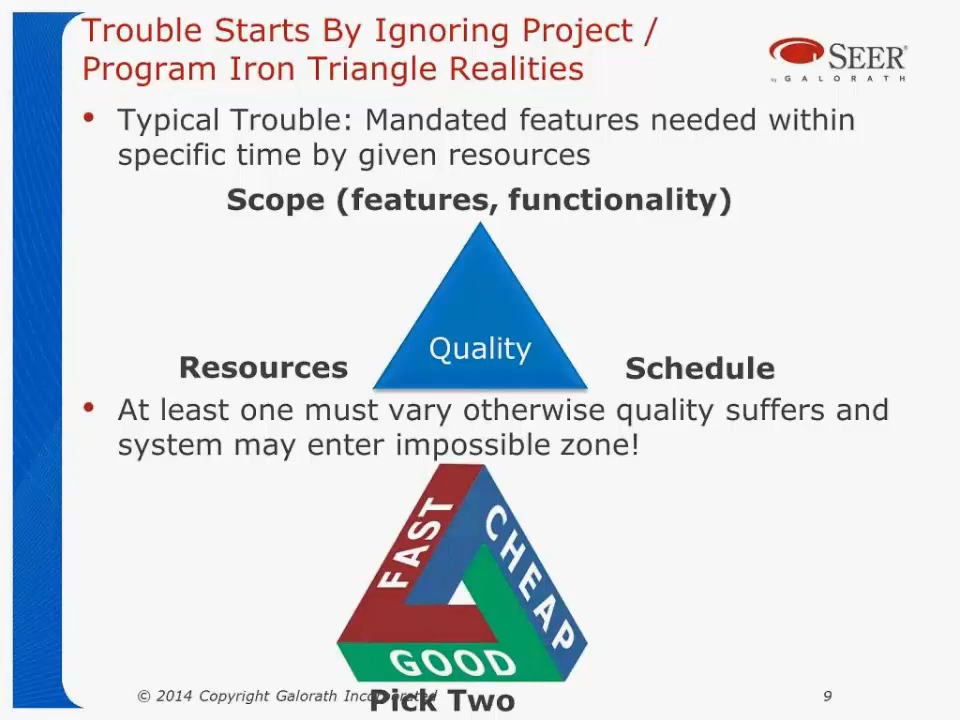 Trouble Starts By Ignoring Project /
Program Iron Triangle Realities
SEER®
by GALORATH
• Typical Trouble: Mandated features needed within
specific time by given resources
Scope (features, functionality)
Quality
Resources
Schedule
• At least one must vary otherwise quality suffers and
system may enter impossible zone!
FAST
CHEAP
GOOD
© 2014 Copyright Galorath Incorporated
Pick Two
9